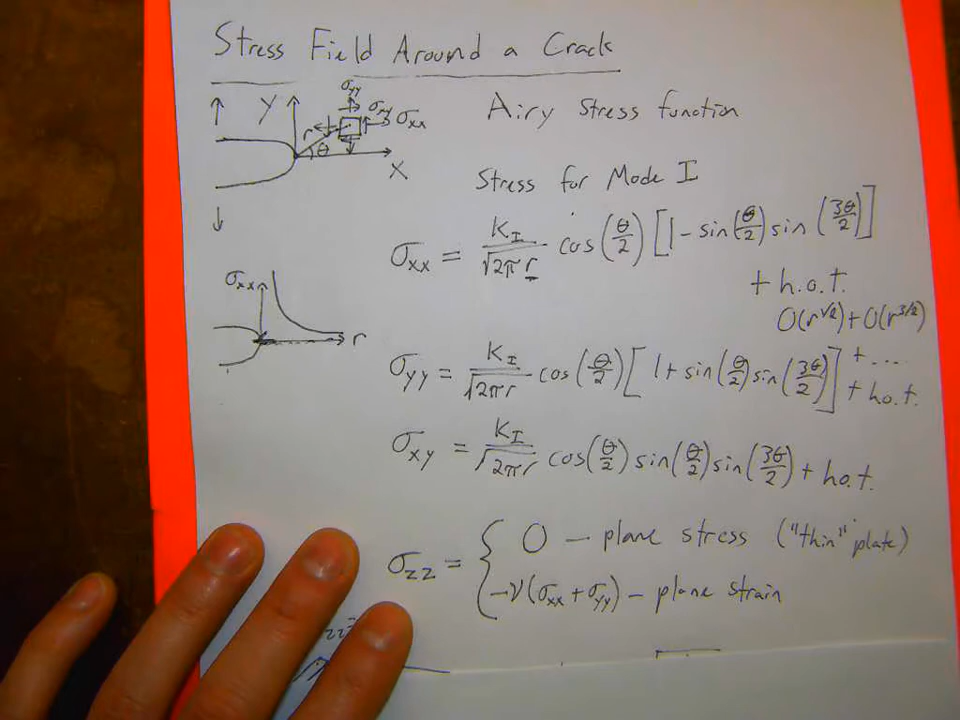 Stress Field Around a Crack
σyy
Y
σxy
σxx
r
θ
X
Airy Stress function
Stress for Mode I
σxx = K_I/√(2πr) cos(θ/2) [1 - sin(θ/2) sin(3θ/2)]
+ h.o.t.
O(r^1/2) + O(r^3/2)
+ ....
σxx
r
σyy = K_I/√(2πr) cos(θ/2) [1 + sin(θ/2) sin(3θ/2)] + h.o.t.
σxy = K_I/√(2πr) cos(θ/2) sin(θ/2) sin(3θ/2) + h.o.t.
σzz = { 0 – plane stress ("thin" plate)
-ν(σxx + σyy) – plane strain